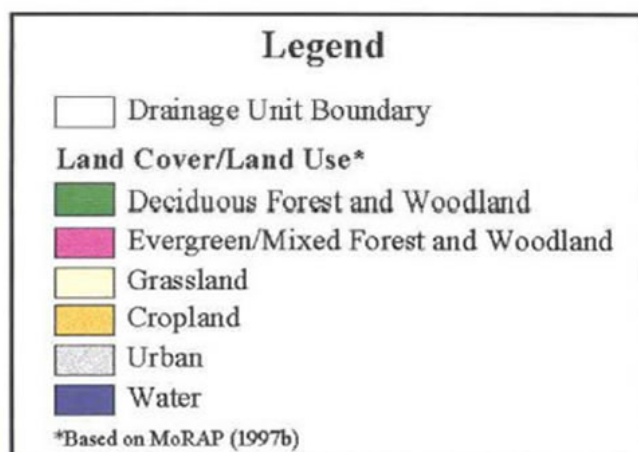 Legend
Drainage Unit Boundary
Land Cover/Land Use*
Deciduous Forest and Woodland
Evergreen/Mixed Forest and Woodland
Grassland
Cropland
Urban
Water
*Based on MoRAP (1997b)